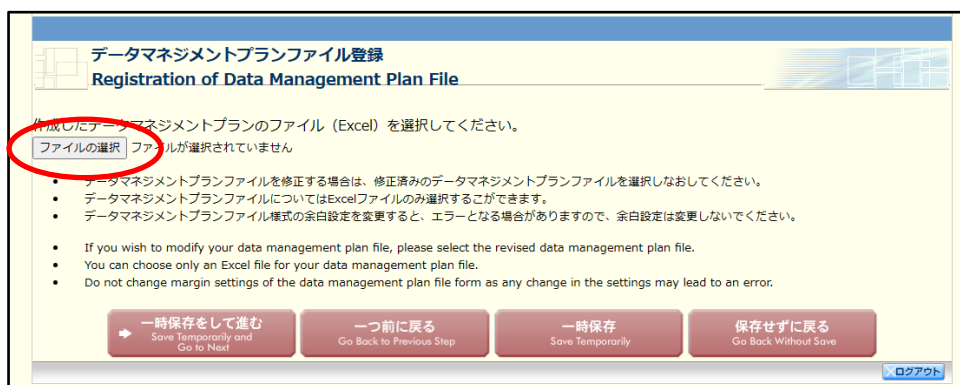 データマネジメントプランファイル登録
Registration of Data Management Plan File
作成したデータマネジメントプランのファイル（Excel）を選択してください。
ファイルの選択 ファイルが選択されていません
• データマネジメントプランファイルを修正する場合は、修正済みのデータマネジメントプランファイルを選択しなおしてください。
• データマネジメントプランファイルについてはExcelファイルのみ選択するこができます。
• データマネジメントプランファイル様式の余白設定を変更すると、エラーとなる場合がありますので、余白設定は変更しないでください。
• If you wish to modify your data management plan file, please select the revised data management plan file.
• You can choose only an Excel file for your data management plan file.
• Do not change margin settings of the data management plan file form as any change in the settings may lead to an error.
一時保存をして進む
Save Temporarily and
Go to Next
一つ前に戻る
Go Back to Previous Step
一時保存
Save Temporarily
保存せずに戻る
Go Back Without Save
ログアウト